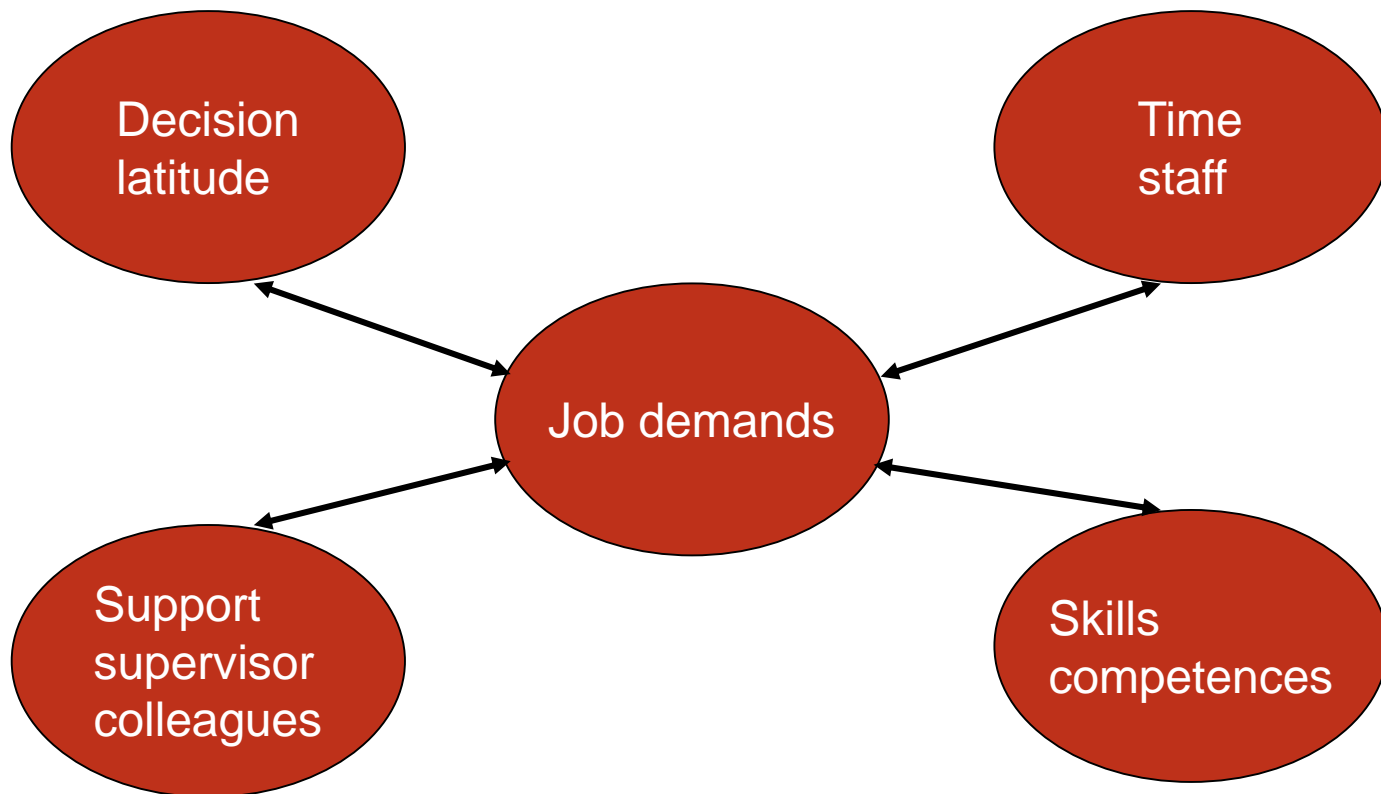 Decision
latitude
Time
staff
Job demands
Support
supervisor
colleagues
Skills
competences